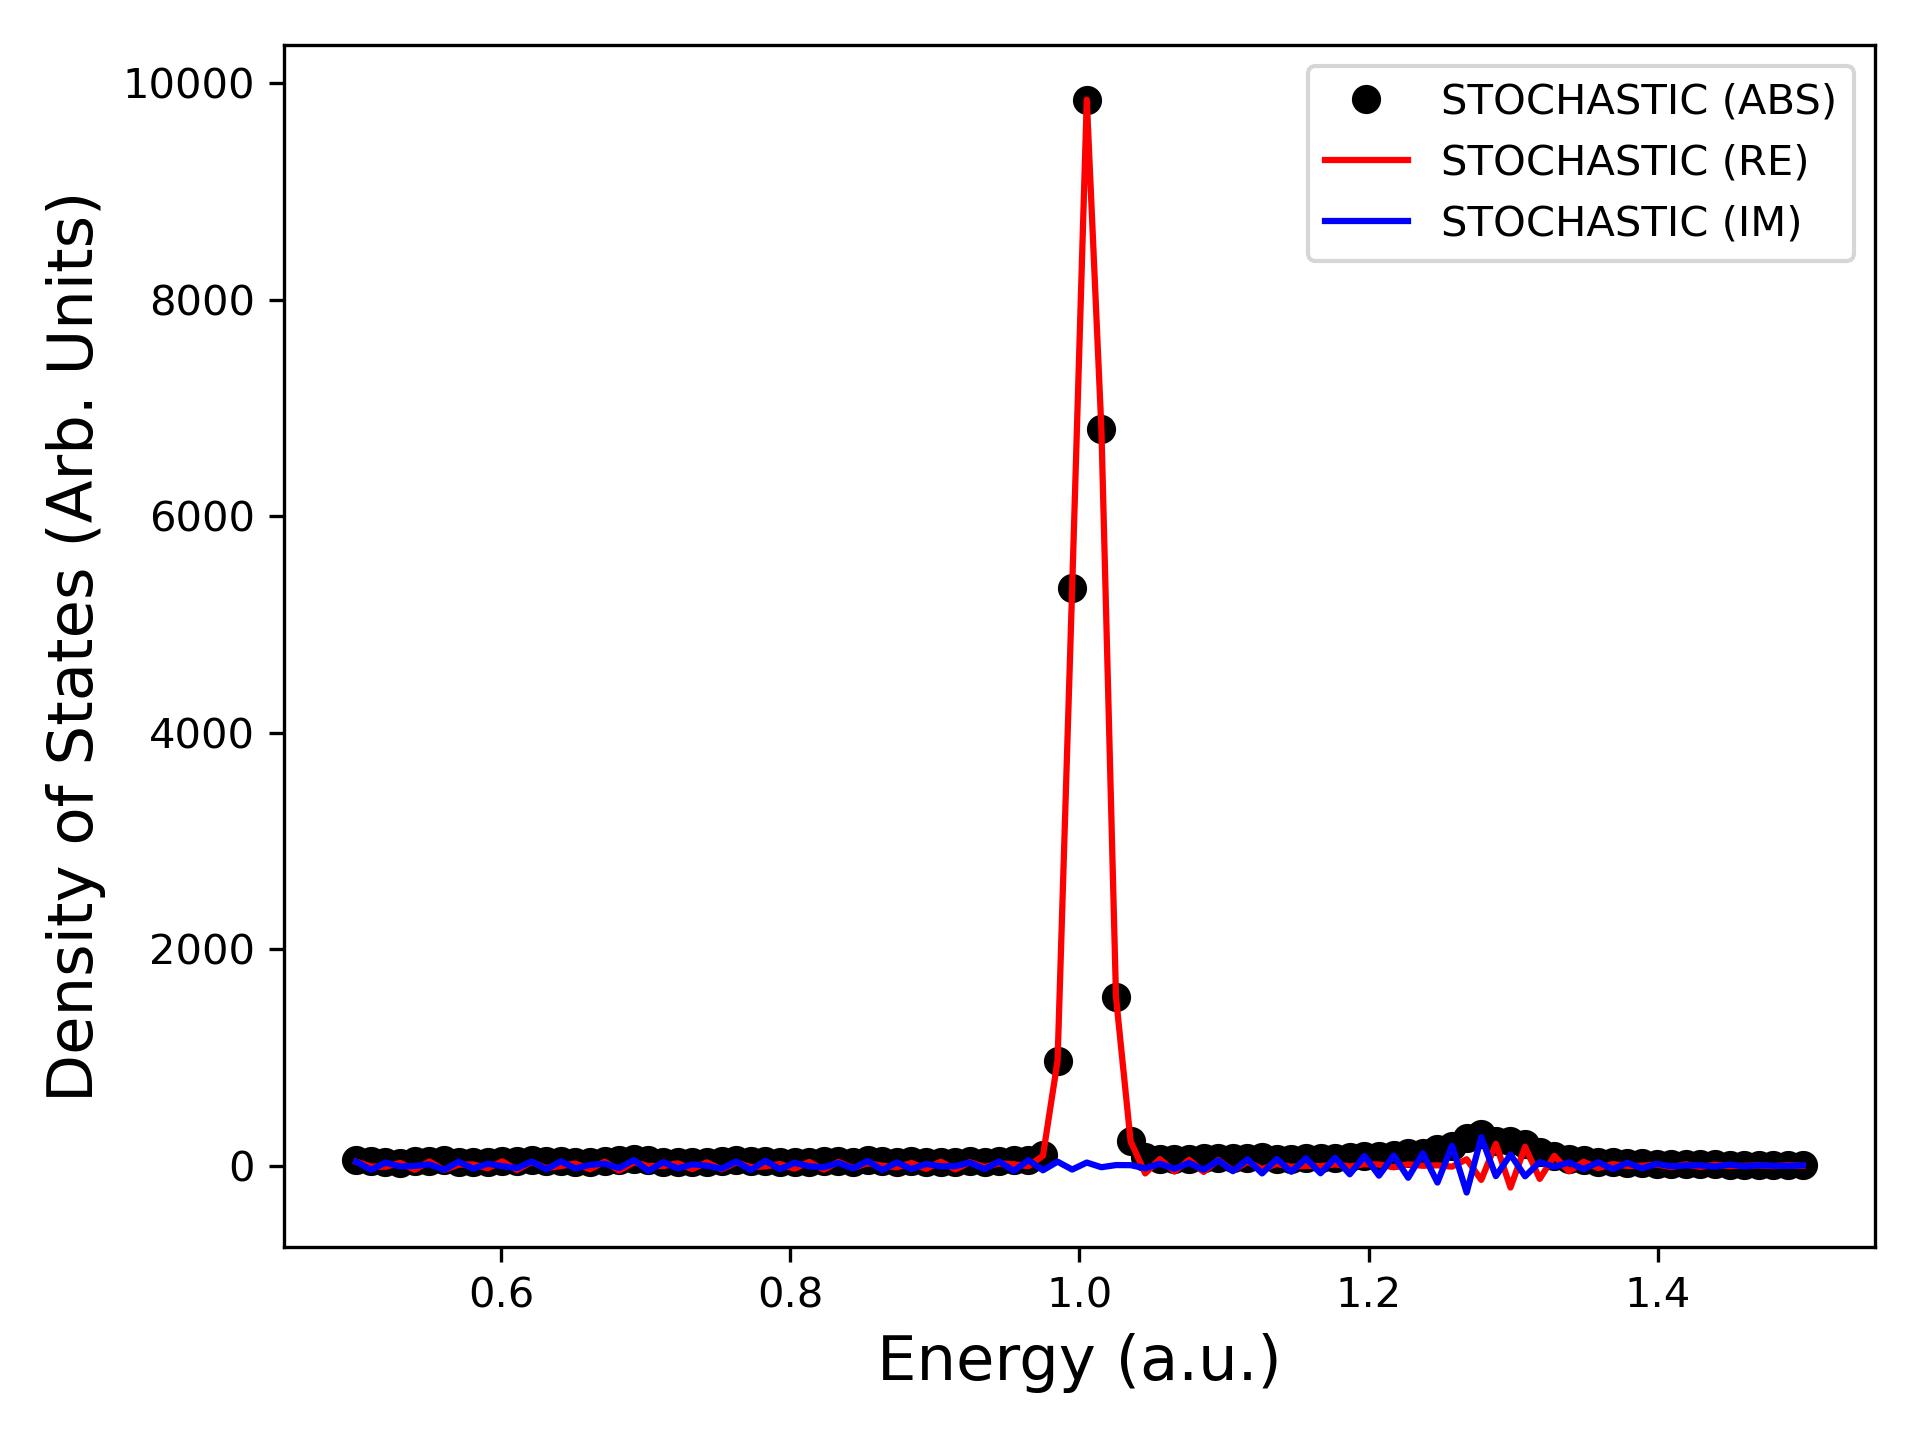 10000
8000
6000
4000
2000
0
Density of States (Arb. Units)
STOCHASTIC (ABS)
STOCHASTIC (RE)
STOCHASTIC (IM)
0.6 0.8 1.0 1.2 1.4
Energy (a.u.)